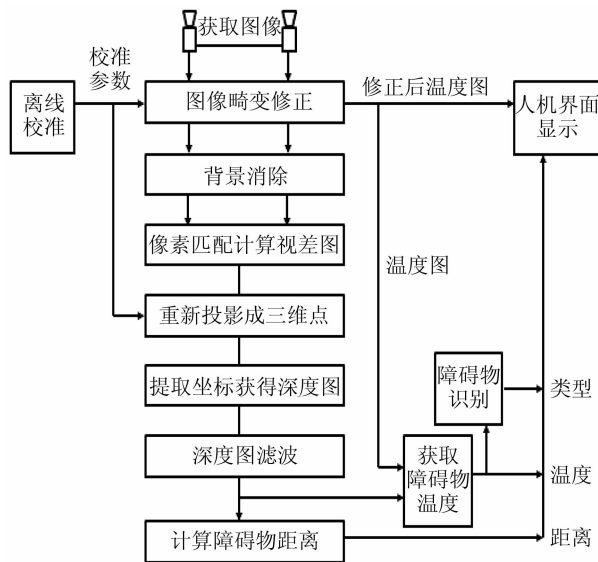 获取图像
校准
参数
离线
校准
图像畸变修正
修正后温度图
人机界面
显示
背景消除
像素匹配计算视差图
温度图
重新投影成三维点
提取坐标获得深度图
障碍物
识别
类型
深度图滤波
获取
障碍物
温度
温度
计算障碍物距离
距离